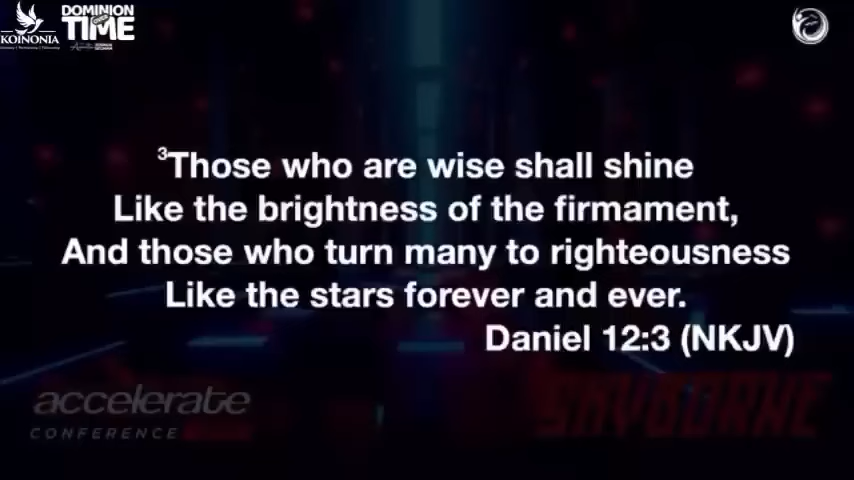 DOMINION
TIME
KOINONIA
³Those who are wise shall shine
Like the brightness of the firmament,
And those who turn many to righteousness
Like the stars forever and ever.
Daniel 12:3 (NKJV)
accelerate
CONFERENCE
SKYBORNE